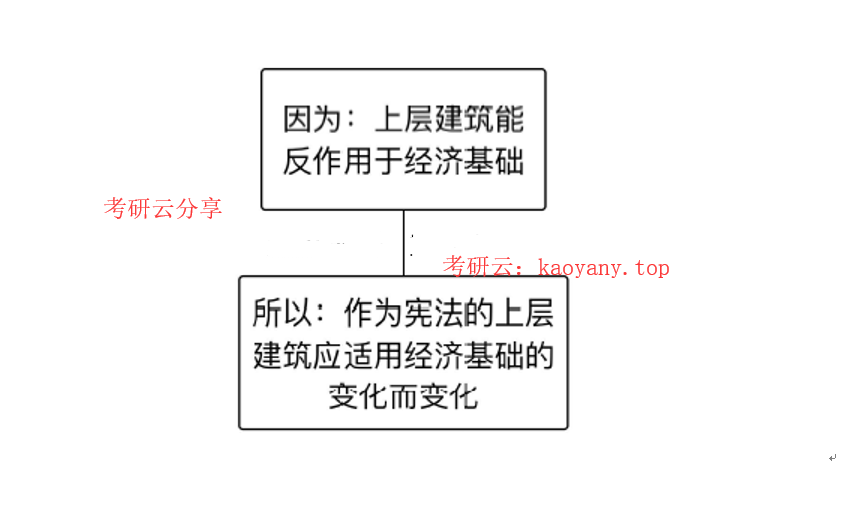 因为：上层建筑能
反作用于经济基础
考研云分享
考研云：kaoyany.top
所以：作为宪法的上层
建筑应适用经济基础的
变化而变化